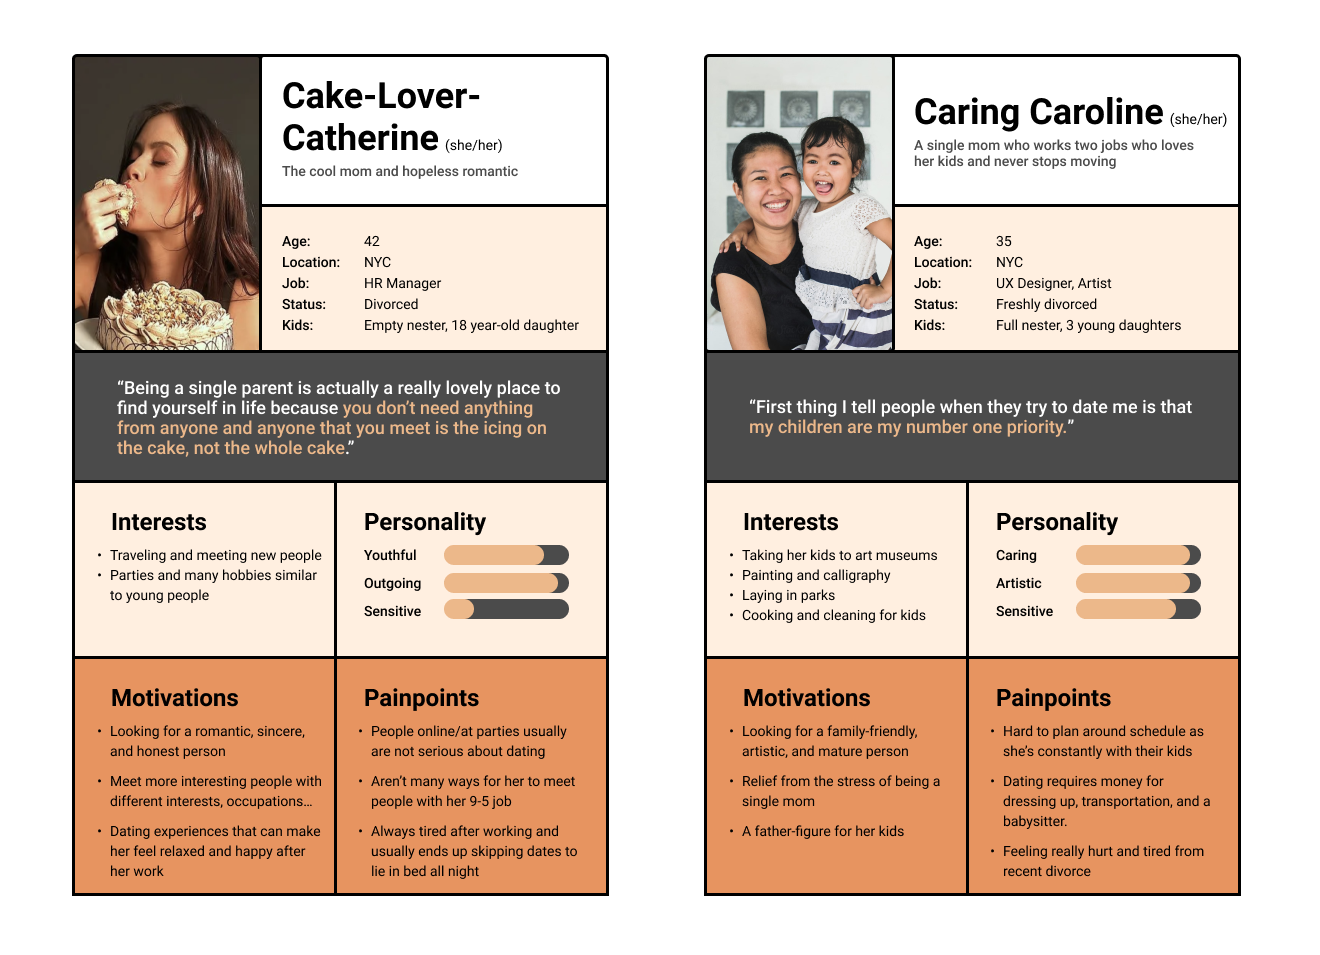 Cake-Lover-
Catherine (she/her)
The cool mom and hopeless romantic
Age: 42
Location: NYC
Job: HR Manager
Status: Divorced
Kids: Empty nester, 18 year-old daughter
“Being a single parent is actually a really lovely place to
find yourself in life because you don’t need anything
from anyone and anyone that you meet is the icing on
the cake, not the whole cake.”
Interests
• Traveling and meeting new people
• Parties and many hobbies similar
to young people
Personality
Youthful
Outgoing
Sensitive
Motivations
• Looking for a romantic, sincere,
and honest person
• Meet more interesting people with
different interests, occupations...
• Dating experiences that can make
her feel relaxed and happy after
her work
Painpoints
• People online/at parties usually
are not serious about dating
• Aren’t many ways for her to meet
people with her 9-5 job
• Always tired after working and
usually ends up skipping dates to
lie in bed all night
Caring Caroline (she/her)
A single mom who works two jobs who loves
her kids and never stops moving
Age: 35
Location: NYC
Job: UX Designer, Artist
Status: Freshly divorced
Kids: Full nester, 3 young daughters
“First thing I tell people when they try to date me is that
my children are my number one priority.”
Interests
• Taking her kids to art museums
• Painting and calligraphy
• Laying in parks
• Cooking and cleaning for kids
Personality
Caring
Artistic
Sensitive
Motivations
• Looking for a family-friendly,
artistic, and mature person
• Relief from the stress of being a
single mom
• A father-figure for her kids
Painpoints
• Hard to plan around schedule as
she’s constantly with their kids
• Dating requires money for
dressing up, transportation, and a
babysitter.
• Feeling really hurt and tired from
recent divorce